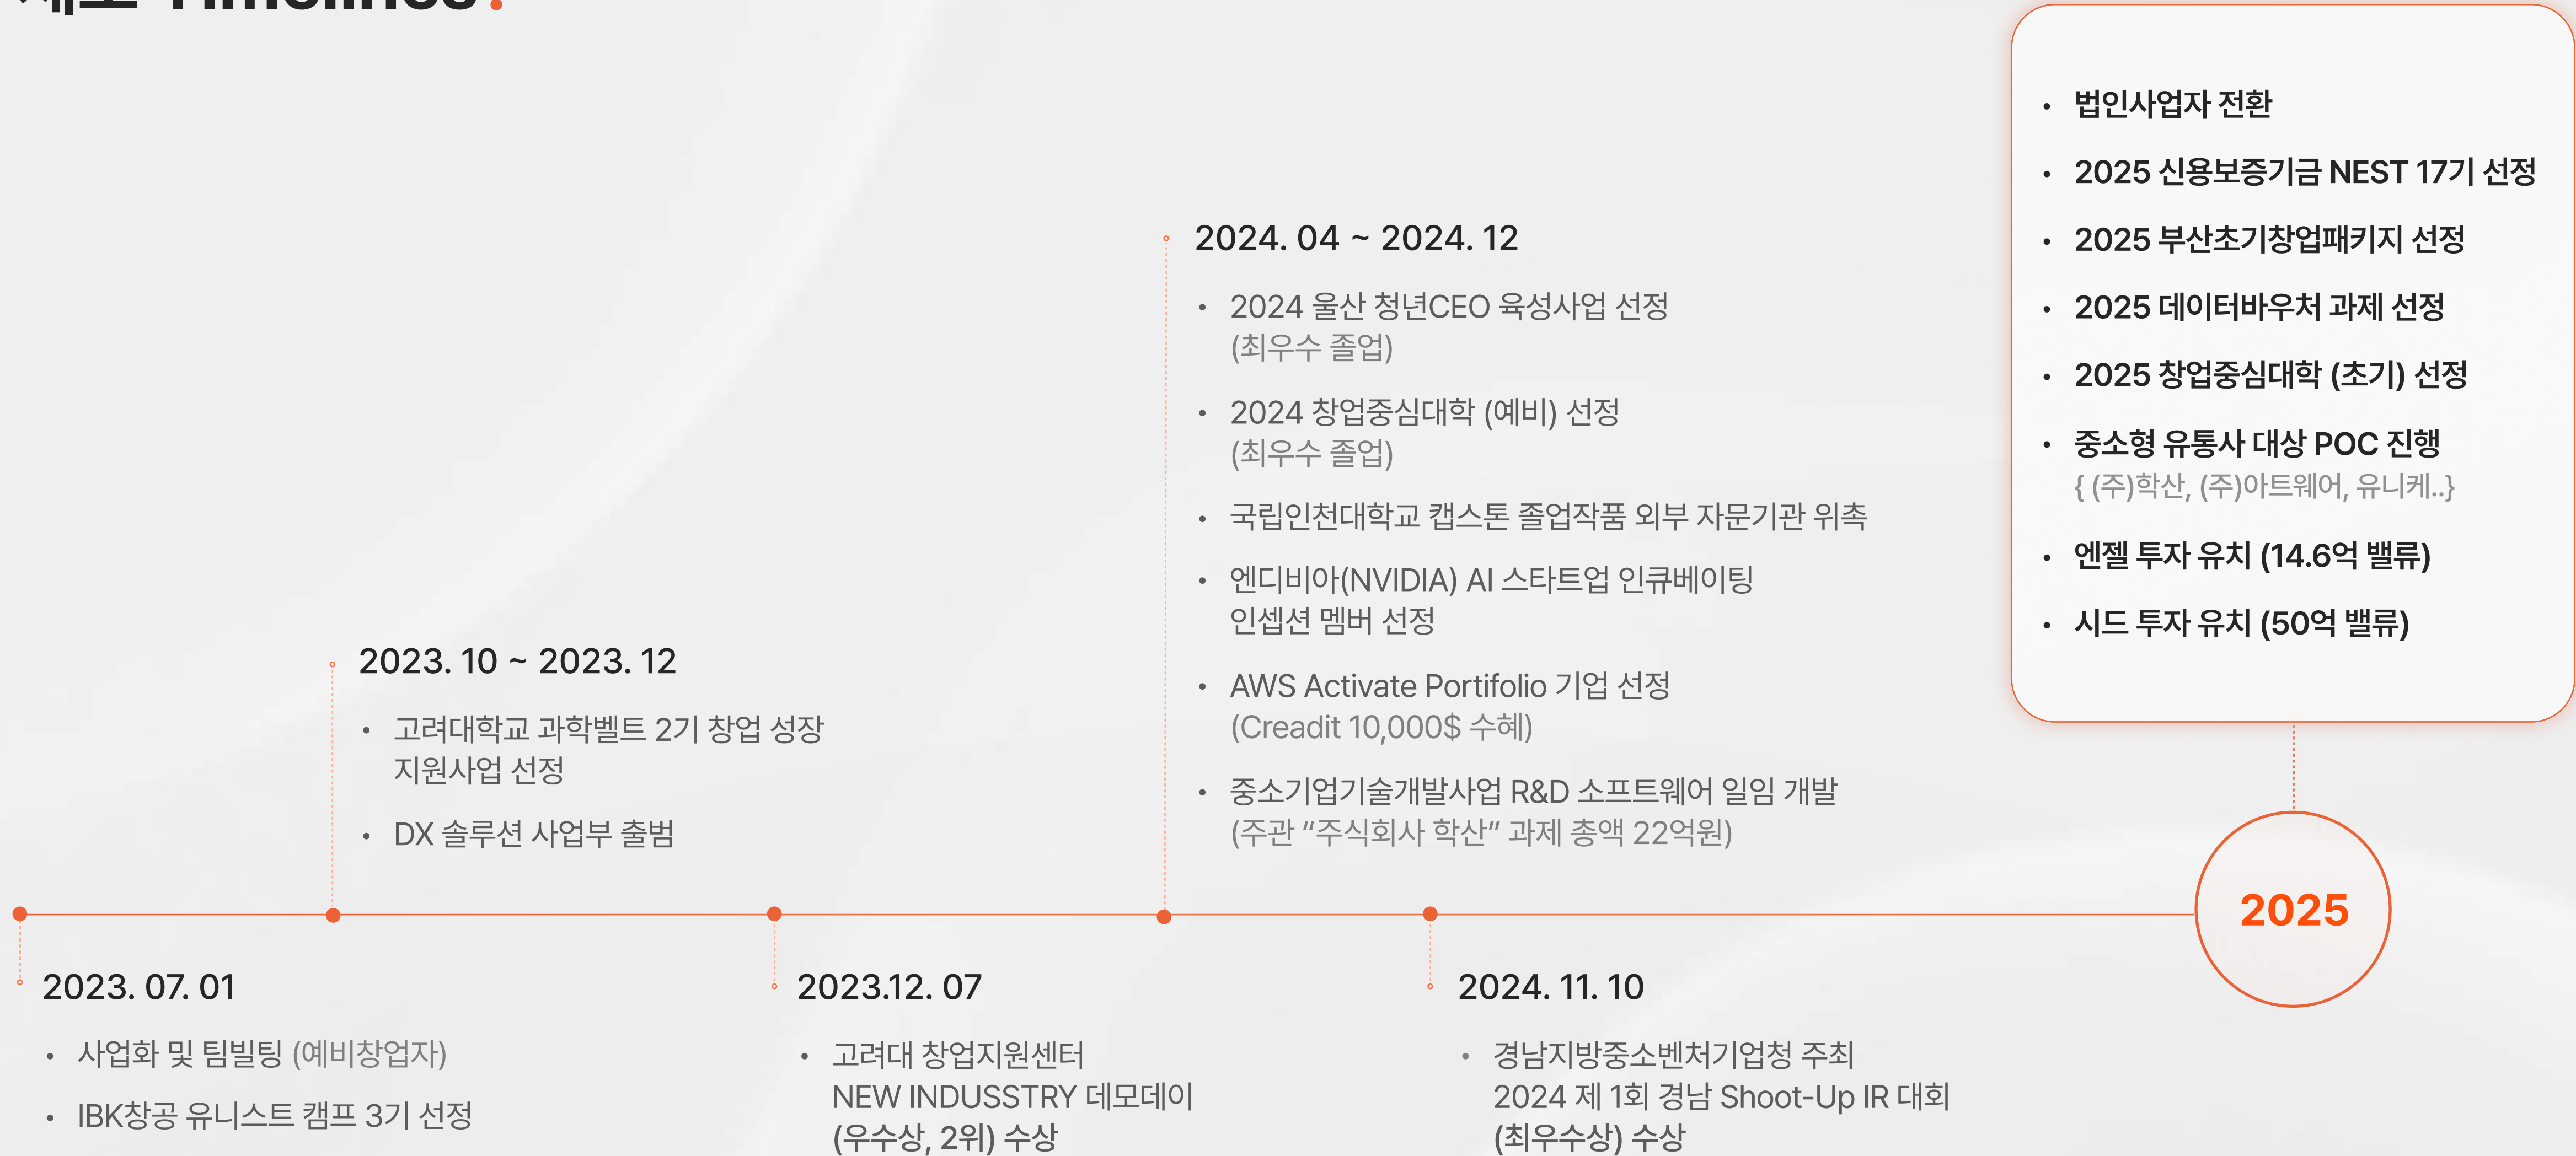 Timelines
2023. 07. 01
• 사업화 및 팀빌팅 (예비창업자)
• IBK창공 유니스트 캠프 3기 선정
2023. 10 ~ 2023. 12
• 고려대학교 과학벨트 2기 창업 성장
지원사업 선정
• DX 솔루션 사업부 출범
2023.12. 07
• 고려대 창업지원센터
NEW INDUSSTRY 데모데이
(우수상, 2위) 수상
2024. 04 ~ 2024. 12
• 2024 울산 청년CEO 육성사업 선정
(최우수 졸업)
• 2024 창업중심대학 (예비) 선정
(최우수 졸업)
• 국립인천대학교 캡스톤 졸업작품 외부 자문기관 위촉
• 엔디비아(NVIDIA) AI 스타트업 인큐베이팅
인셉션 멤버 선정
• AWS Activate Portifolio 기업 선정
(Creadit 10,000$ 수혜)
• 중소기업기술개발사업 R&D 소프트웨어 일임 개발
(주관 “주식회사 학산” 과제 총액 22억원)
2024. 11. 10
• 경남지방중소벤처기업청 주최
2024 제 1회 경남 Shoot-Up IR 대회
(최우수상) 수상
2025
• 법인사업자 전환
• 2025 신용보증기금 NEST 17기 선정
• 2025 부산초기창업패키지 선정
• 2025 데이터바우처 과제 선정
• 2025 창업중심대학 (초기) 선정
• 중소형 유통사 대상 POC 진행
{ (주)학산, (주)아트웨어, 유니케..}
• 엔젤 투자 유치 (14.6억 밸류)
• 시드 투자 유치 (50억 밸류)